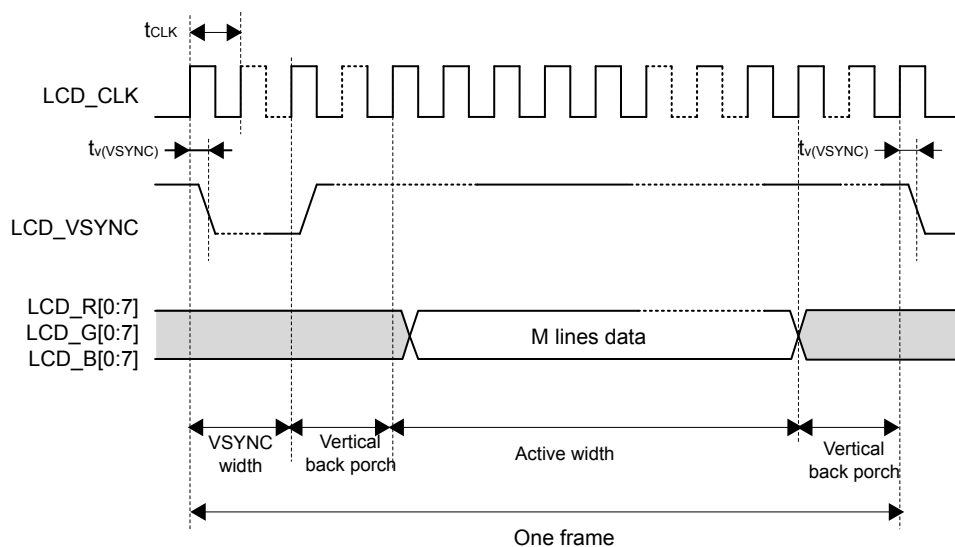 tCLK
LCD_CLK
tv(VSYNC)
tv(VSYNC)
LCD_VSYNC
LCD_R[0:7]
LCD_G[0:7]
LCD_B[0:7]
M lines data
VSYNC
width
Vertical
back porch
Active width
Vertical
back porch
One frame